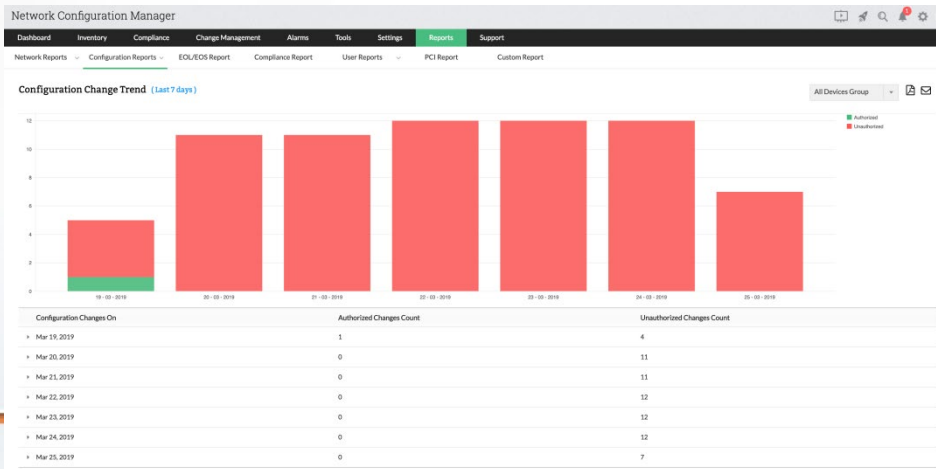 Network Configuration Manager
1
Dashboard Inventory Compliance Change Management Alarms Tools Settings Reports Support
Network Reports Configuration Reports EOL/EOS Report Compliance Report User Reports PCI Report Custom Report
Configuration Change Trend (Last 7 days)
All Devices Group
Authorized
Unauthorized
12
10
8
6
4
2
0
19 - 03 - 2019 20 - 03 - 2019 21 - 03 - 2019 22 - 03 - 2019 23 - 03 - 2019 24 - 03 - 2019 25 - 03 - 2019
Configuration Changes On Authorized Changes Count Unauthorized Changes Count
Mar 19, 2019 1 4
Mar 20, 2019 0 11
Mar 21, 2019 0 11
Mar 22, 2019 0 12
Mar 23, 2019 0 12
Mar 24, 2019 0 12
Mar 25, 2019 0 7